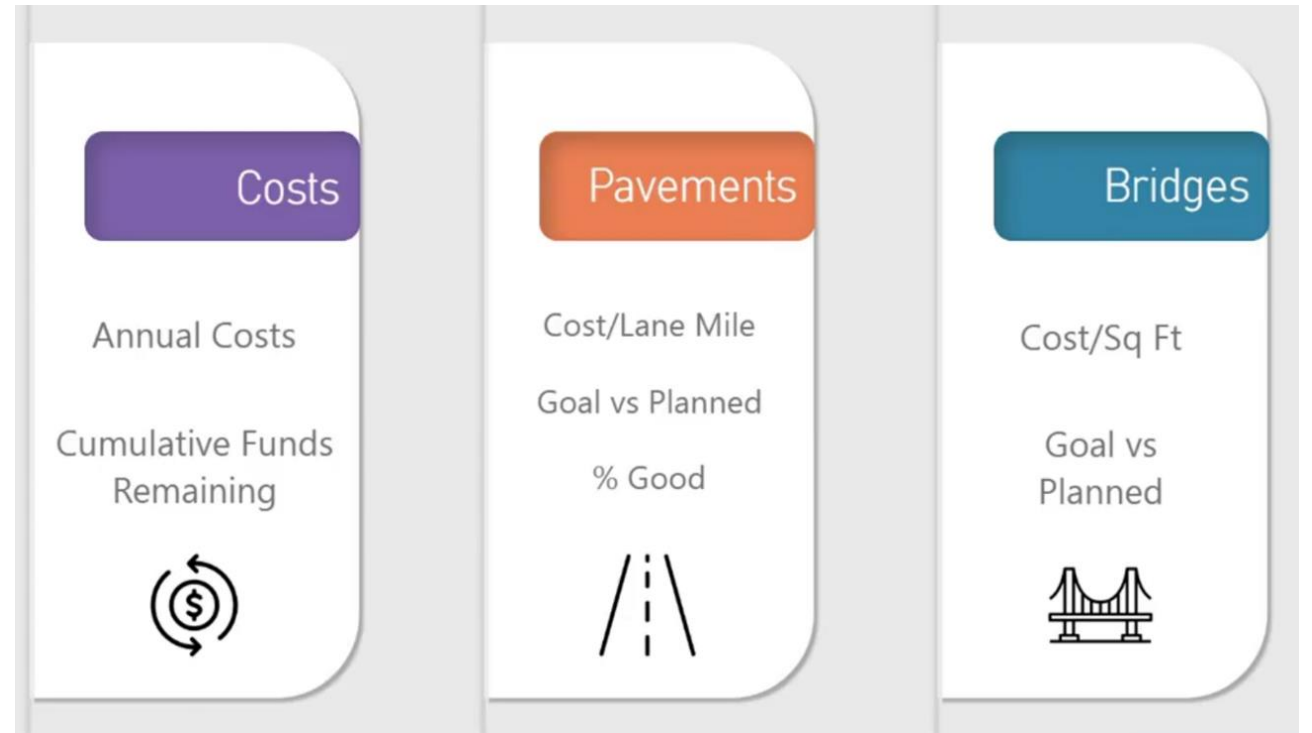 Costs
Annual Costs
Cumulative Funds
Remaining
$
Pavements
Cost/Lane Mile
Goal vs Planned
% Good
Bridges
Cost/Sq Ft
Goal vs
Planned